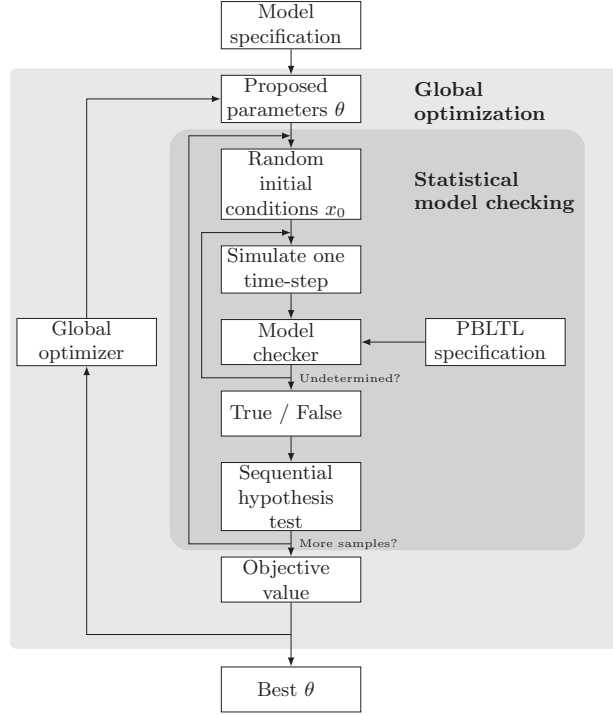 Model
specification
Proposed
parameters θ
Global
optimization
Random
initial
conditions x₀
Statistical
model checking
Simulate one
time-step
Global
optimizer
Model
checker
PBLTL
specification
Undetermined?
True / False
Sequential
hypothesis
test
More samples?
Objective
value
Best θ